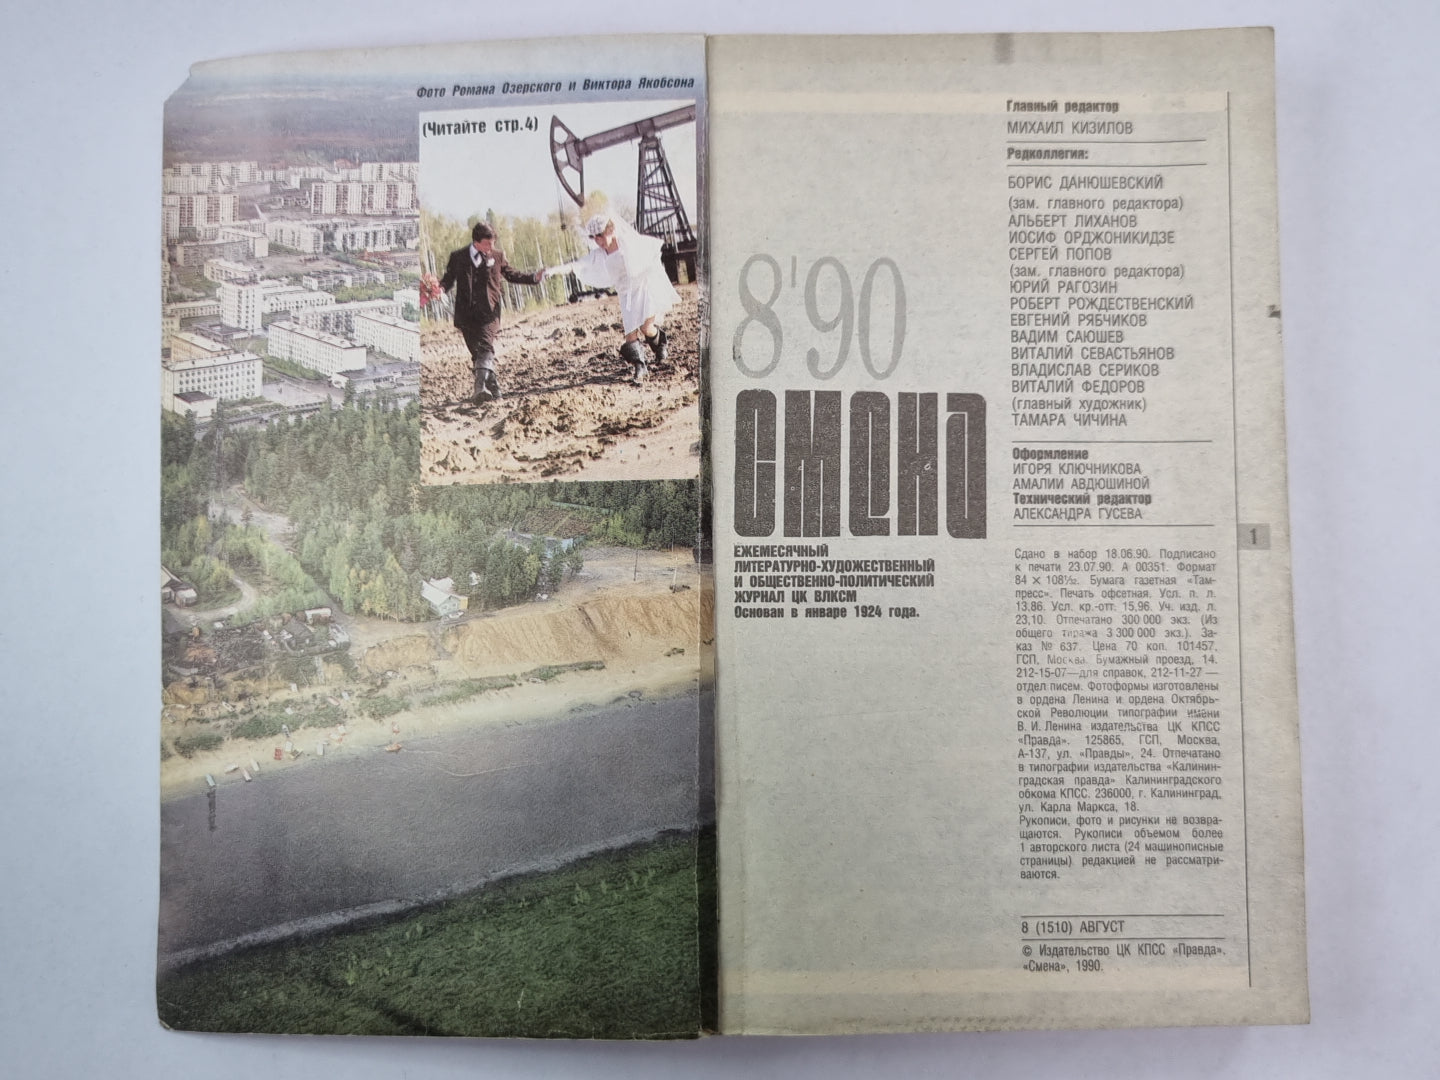 Фото Романа Озерского и Виктора Якобсона
(Читайте стр.4)
8'90
смена
ЕЖЕМЕСЯЧНЫЙ
ЛИТЕРАТУРНО-ХУДОЖЕСТВЕННЫЙ
И ОБЩЕСТВЕННО-ПОЛИТИЧЕСКИЙ
ЖУРНАЛ ЦК ВЛКСМ
Основан в январе 1924 года.
Главный редактор
МИХАИЛ КИЗИЛОВ
Редколлегия:
БОРИС ДАНЮШЕВСКИЙ
(зам. главного редактора)
АЛЬБЕРТ ЛИХАНОВ
ИОСИФ ОРДЖОНИКИДЗЕ
СЕРГЕЙ ПОПОВ
(зам. главного редактора)
ЮРИЙ РАГОЗИН
РОБЕРТ РОЖДЕСТВЕНСКИЙ
ЕВГЕНИЙ РЯБЧИКОВ
ВАДИМ САЮШЕВ
ВИТАЛИЙ СЕВАСТЬЯНОВ
ВЛАДИСЛАВ СЕРИКОВ
ВИТАЛИЙ ФЕДОРОВ
(главный художник)
ТАМАРА ЧИЧИНА
Оформление
ИГОРЯ КЛЮЧНИКОВА
АМАЛИИ АВДЮШИНОЙ
Технический редактор
АЛЕКСАНДРА ГУСЕВА
Сдано в набор 18.06.90. Подписано
к печати 23.07.90. А 00351. Формат
84 × 108 1/32. Бумага газетная «Там-
пресс». Печать офсетная. Усл. п. л.
13,86. Усл. кр.-отт. 15,96. Уч. изд. л.
23,10. Отпечатано 300 000 экз. (Из
общего тиража 3 300 000 экз.). За-
каз № 637. Цена 70 коп. 101457,
ГСП, Москва. Бумажный проезд, 14.
212-15-07—для справок, 212-11-27 —
отдел писем. Фотоформы изготовлены
в ордена Ленина и ордена Октябрь-
ской Революции типографии имени
В. И. Ленина издательства ЦК КПСС
«Правда». 125865, ГСП, Москва,
А-137, ул. «Правды», 24. Отпечатано
в типографии издательства «Калинин-
градская правда» Калининградского
обкома КПСС. 236000, г. Калининград,
ул. Карла Маркса, 18.
Рукописи, фото и рисунки не возвра-
щаются. Рукописи объемом более
1 авторского листа (24 машинописные
страницы) редакцией не рассматри-
ваются.
8 (1510) АВГУСТ
© Издательство ЦК КПСС «Правда».
«Смена», 1990.
1